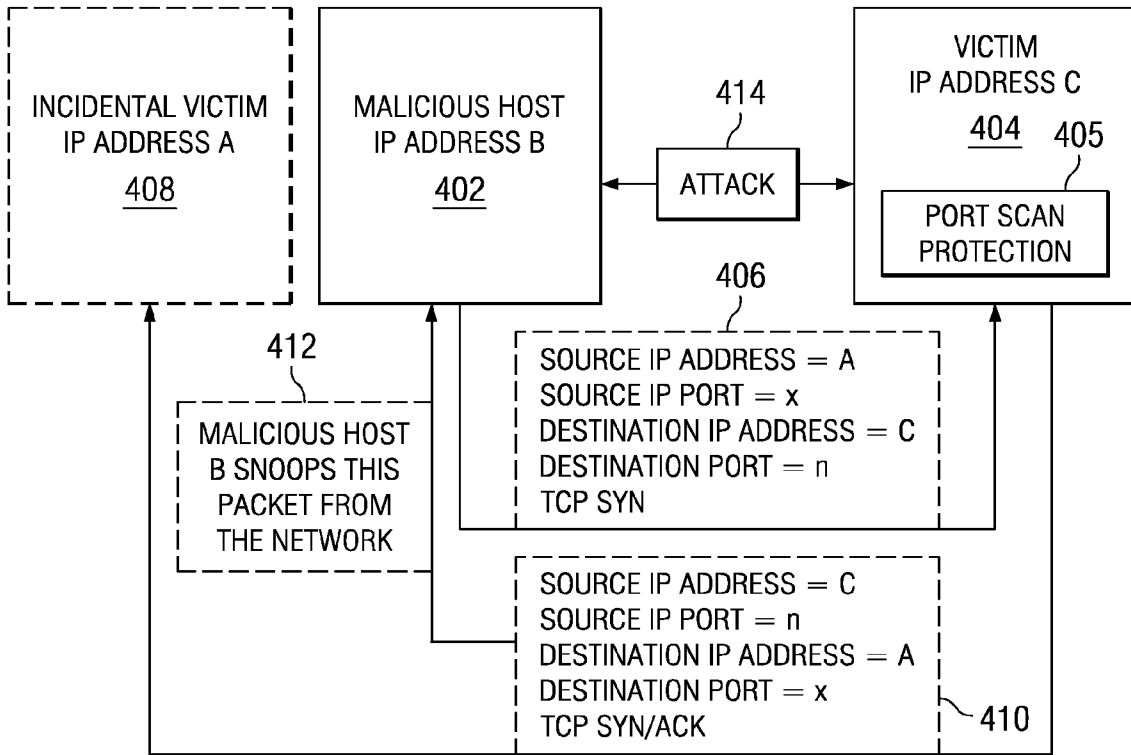 INCIDENTAL VICTIM
IP ADDRESS A
408
MALICIOUS HOST
IP ADDRESS B
402
414
ATTACK
VICTIM
IP ADDRESS C
404
405
PORT SCAN
PROTECTION
406
SOURCE IP ADDRESS = A
SOURCE IP PORT = x
DESTINATION IP ADDRESS = C
DESTINATION PORT = n
TCP SYN
412
MALICIOUS HOST
B SNOOPS THIS
PACKET FROM
THE NETWORK
SOURCE IP ADDRESS = C
SOURCE IP PORT = n
DESTINATION IP ADDRESS = A
DESTINATION PORT = x
TCP SYN/ACK
410